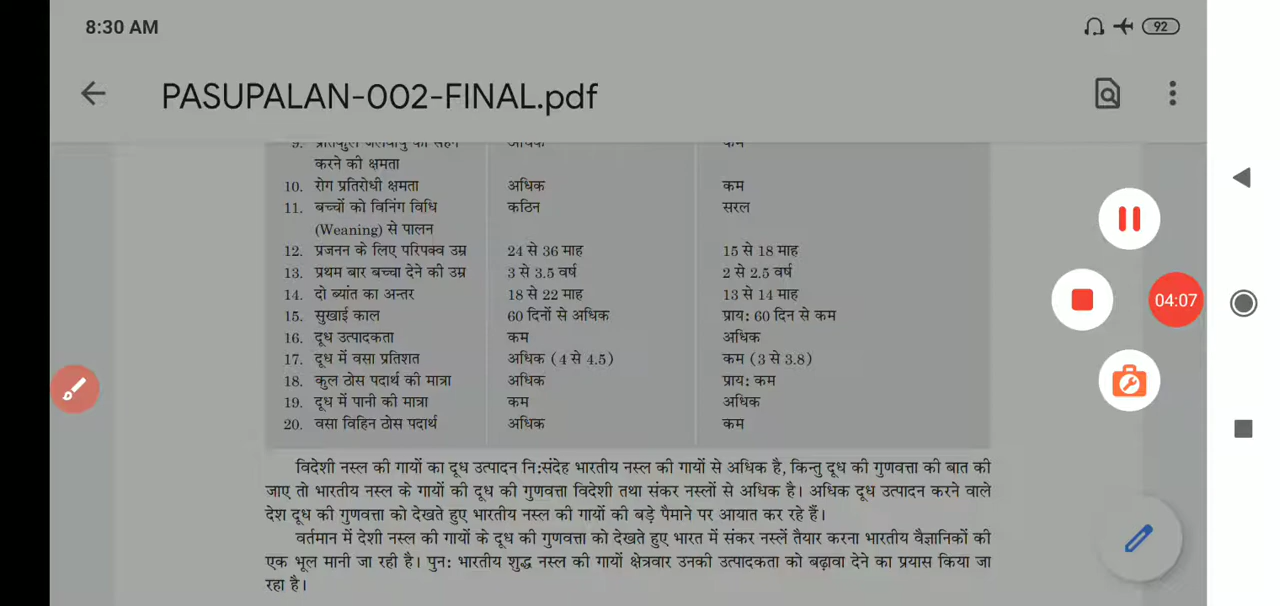 8:30 AM
92
PASUPALAN-002-FINAL.pdf
9. प्रतिकुल जलवायु को सहन अधिक कम
करने की क्षमता
10. रोग प्रतिरोधी क्षमता अधिक कम
11. बच्चों को विनिंग विधि कठिन सरल
(Weaning) से पालन
12. प्रजनन के लिए परिपक्व उम्र 24 से 36 माह 15 से 18 माह
13. प्रथम बार बच्चा देने की उम्र 3 से 3.5 वर्ष 2 से 2.5 वर्ष
14. दो ब्यांत का अन्तर 18 से 22 माह 13 से 14 माह
15. सुखाई काल 60 दिनों से अधिक प्राय: 60 दिन से कम
16. दूध उत्पादकता कम अधिक
17. दूध में वसा प्रतिशत अधिक (4 से 4.5) कम (3 से 3.8)
18. कुल ठोस पदार्थ की मात्रा अधिक प्राय: कम
19. दूध में पानी की मात्रा कम अधिक
20. वसा विहिन ठोस पदार्थ अधिक कम
04:07
विदेशी नस्ल की गायों का दूध उत्पादन नि:संदेह भारतीय नस्ल की गायों से अधिक है, किन्तु दूध की गुणवत्ता की बात की
जाए तो भारतीय नस्ल के गायों की दूध की गुणवत्ता विदेशी तथा संकर नस्लों से अधिक है। अधिक दूध उत्पादन करने वाले
देश दूध की गुणवत्ता को देखते हुए भारतीय नस्ल की गायों की बड़े पैमाने पर आयात कर रहे हैं।
वर्तमान में देशी नस्ल की गायों के दूध की गुणवत्ता को देखते हुए भारत में संकर नस्लें तैयार करना भारतीय वैज्ञानिकों की
एक भूल मानी जा रही है। पुन: भारतीय शुद्ध नस्ल की गायों क्षेत्रवार उनकी उत्पादकता को बढ़ावा देने का प्रयास किया जा
रहा है।